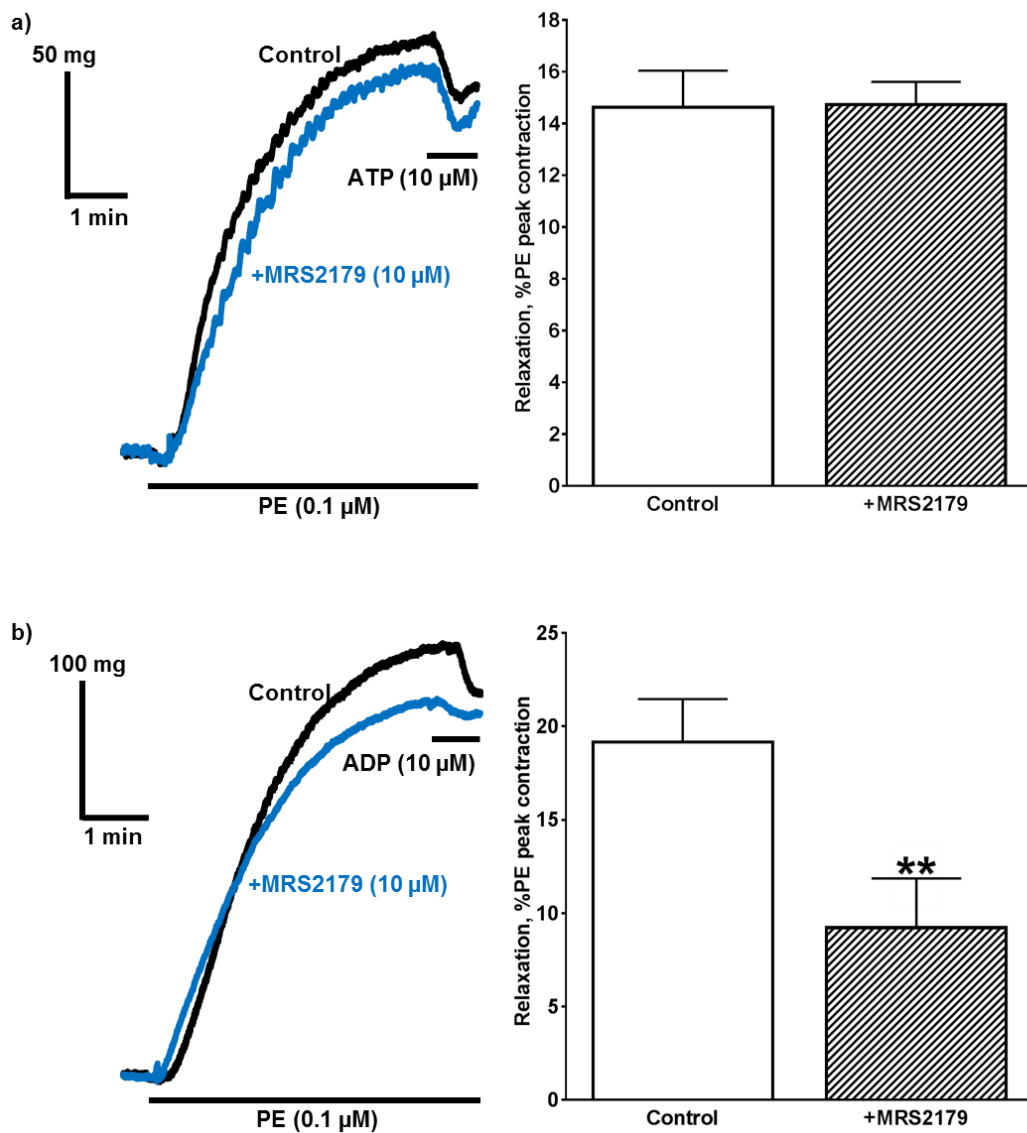 a)
50 mg
1 min
Control
ATP (10 µM)
+MRS2179 (10 µM)
PE (0.1 µM)
Relaxation, %PE peak contraction
18
16
14
12
10
8
6
4
2
0
Control
+MRS2179
b)
100 mg
1 min
Control
ADP (10 µM)
+MRS2179 (10 µM)
PE (0.1 µM)
Relaxation, %PE peak contraction
25
20
15
10
5
0
**
Control
+MRS2179